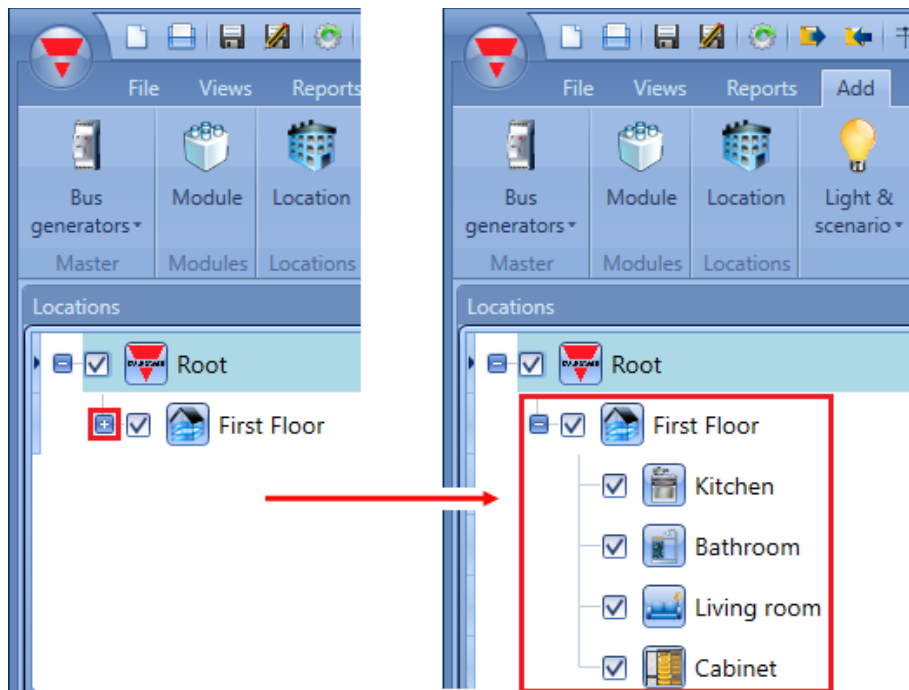 File Views Reports
Bus generators
Module
Location
Master
Modules
Locations
Locations
Root
First Floor
File Views Reports Add
Bus generators
Module
Location
Light & scenario
Master
Modules
Locations
Locations
Root
First Floor
Kitchen
Bathroom
Living room
Cabinet